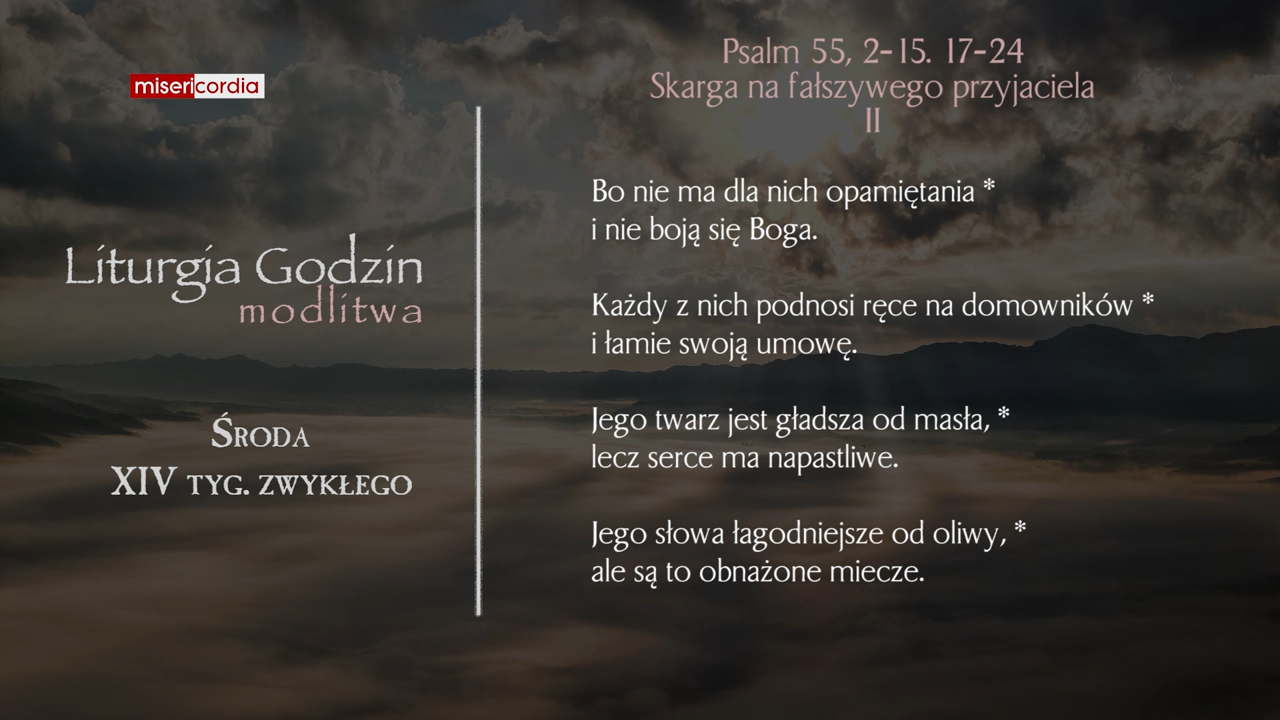 misericordia
Liturgia Godzin
modlitwa
Środa
XIV tyg. zwykłego
Psalm 55, 2-15. 17-24
Skarga na fałszywego przyjaciela
II
Bo nie ma dla nich opamiętania *
i nie boją się Boga.
Każdy z nich podnosi ręce na domowników *
i łamie swoją umowę.
Jego twarz jest gładsza od masła, *
lecz serce ma napastliwe.
Jego słowa łagodniejsze od oliwy, *
ale są to obnażone miecze.